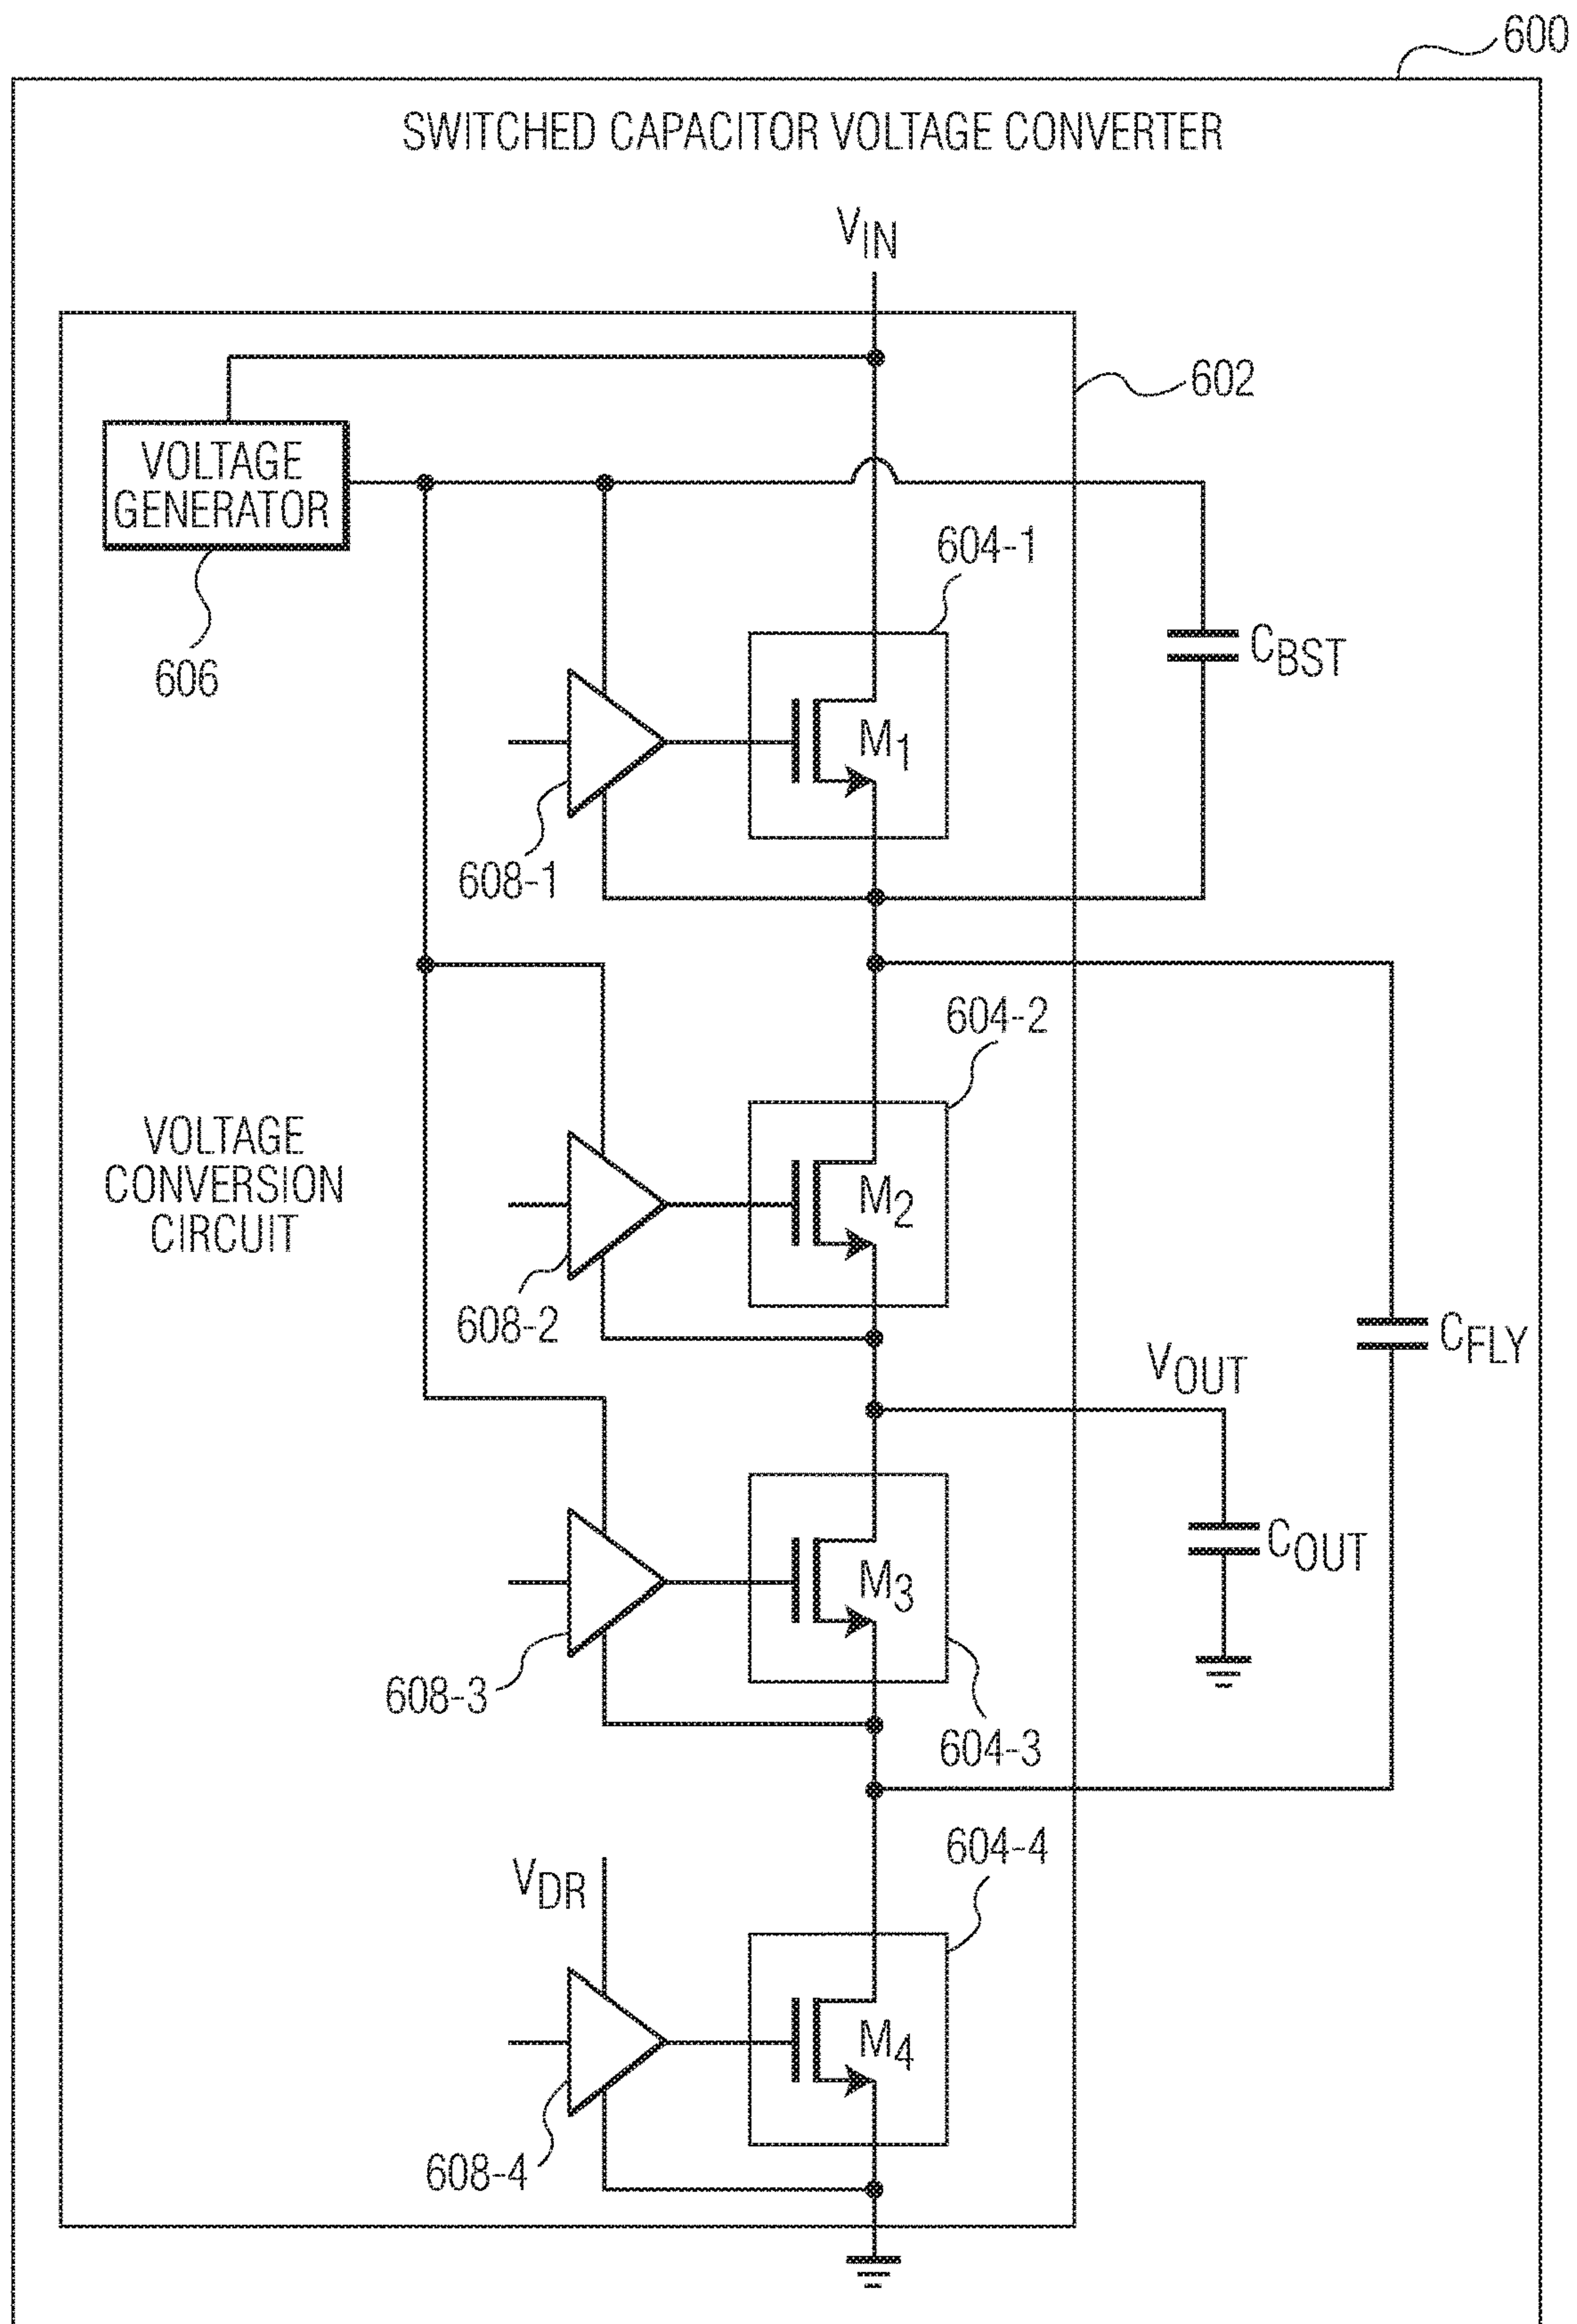 600
SWITCHED CAPACITOR VOLTAGE CONVERTER
VIN
602
VOLTAGE
GENERATOR
604-1
606
CBST
M1
608-1
604-2
VOLTAGE
CONVERSION
CIRCUIT
M2
608-2
CFLY
VOUT
COUT
M3
608-3
604-3
604-4
VDR
M4
608-4